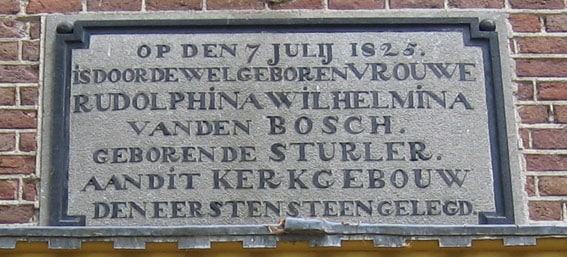 OP DEN 7 JULIJ 1825.
IS DOOR DE WELGEBOREN VROUWE
RUDOLPHINA WILHELMINA
VAN DEN BOSCH.
GEBOREN DE STURLER.
AAN DIT KERKGEBOUW
DEN EERSTEN STEEN GELEGD.